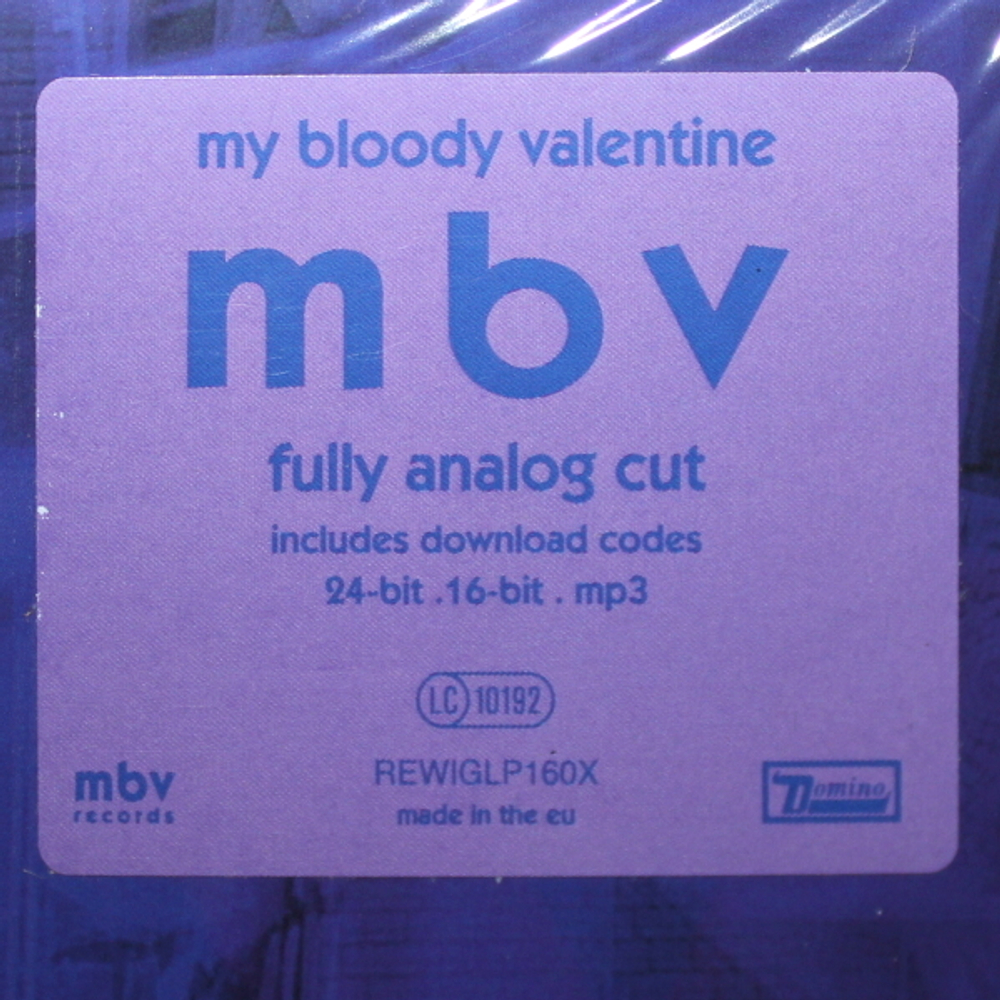 my bloody valentine
mbv
fully analog cut
includes download codes
24-bit .16-bit . mp3
LC 10192
REWIGLP160X
made in the eu
mbv
records
Domino